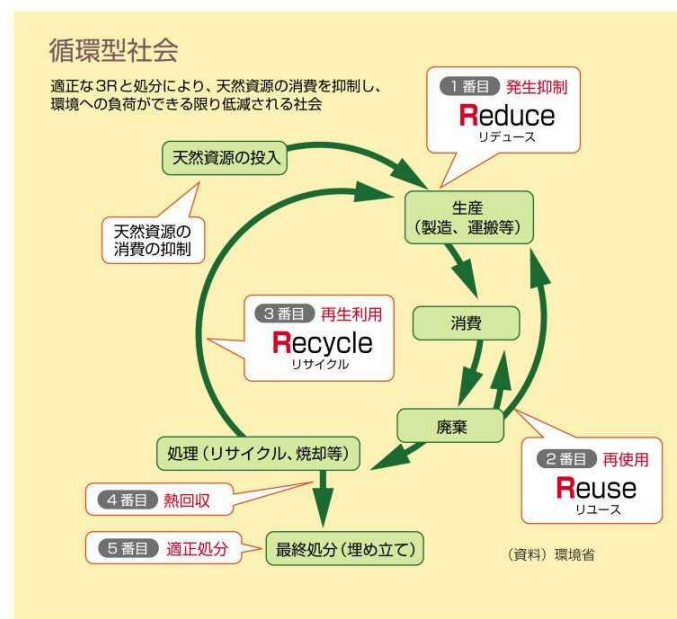 循環型社会
適正な3Rと処分により、天然資源の消費を抑制し、
環境への負荷ができる限り低減される社会
1番目 発生抑制
Reduce
リデュース
天然資源の投入
生産
（製造、運搬等）
天然資源の
消費の抑制
3番目 再生利用
Recycle
リサイクル
消費
廃棄
処理（リサイクル、焼却等）
2番目 再使用
Reuse
リユース
4番目 熱回収
5番目 適正処分
最終処分（埋め立て）
（資料）環境省